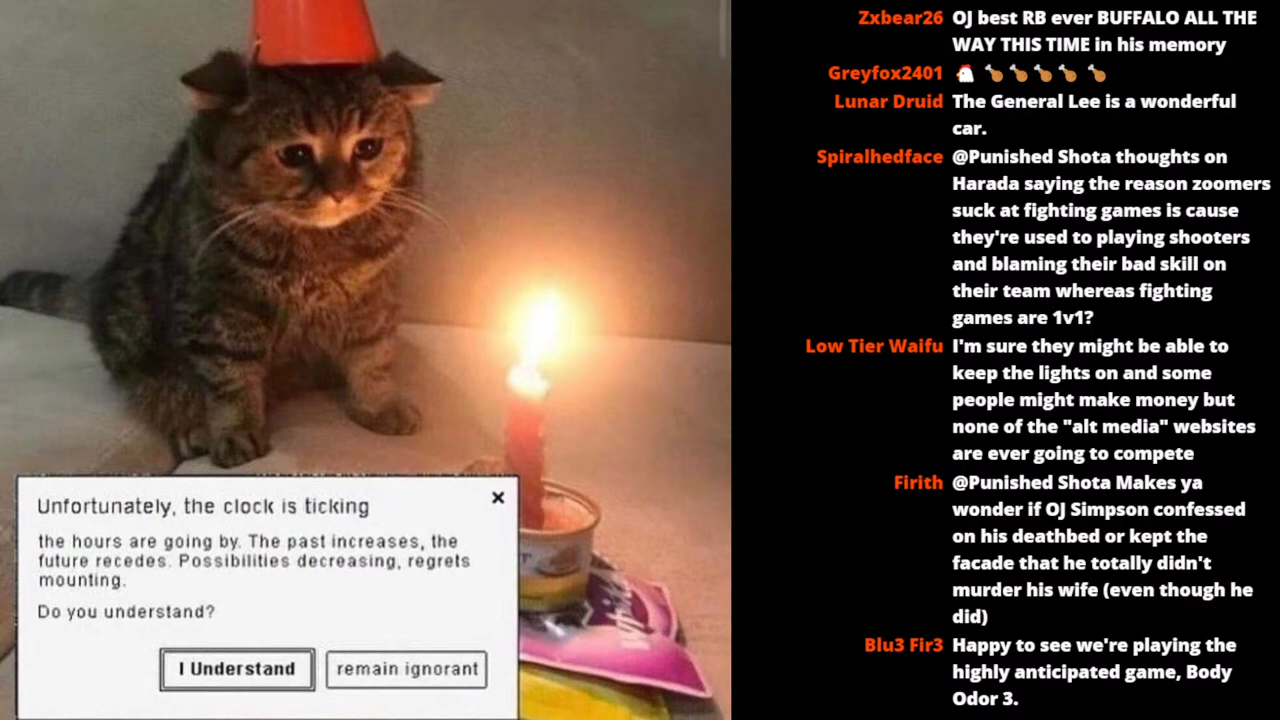 Unfortunately, the clock is ticking
the hours are going by. The past increases, the
future recedes. Possibilities decreasing, regrets
mounting.
Do you understand?
I Understand
remain ignorant
Zxbear26 OJ best RB ever BUFFALO ALL THE
WAY THIS TIME in his memory
Greyfox2401 🐔 🍗🍗🍗🍗 🍗
Lunar Druid The General Lee is a wonderful
car.
Spiralhedface @Punished Shota thoughts on
Harada saying the reason zoomers
suck at fighting games is cause
they're used to playing shooters
and blaming their bad skill on
their team whereas fighting
games are 1v1?
Low Tier Waifu I'm sure they might be able to
keep the lights on and some
people might make money but
none of the "alt media" websites
are ever going to compete
Firith @Punished Shota Makes ya
wonder if OJ Simpson confessed
on his deathbed or kept the
facade that he totally didn't
murder his wife (even though he
did)
Blu3 Fir3 Happy to see we're playing the
highly anticipated game, Body
Odor 3.